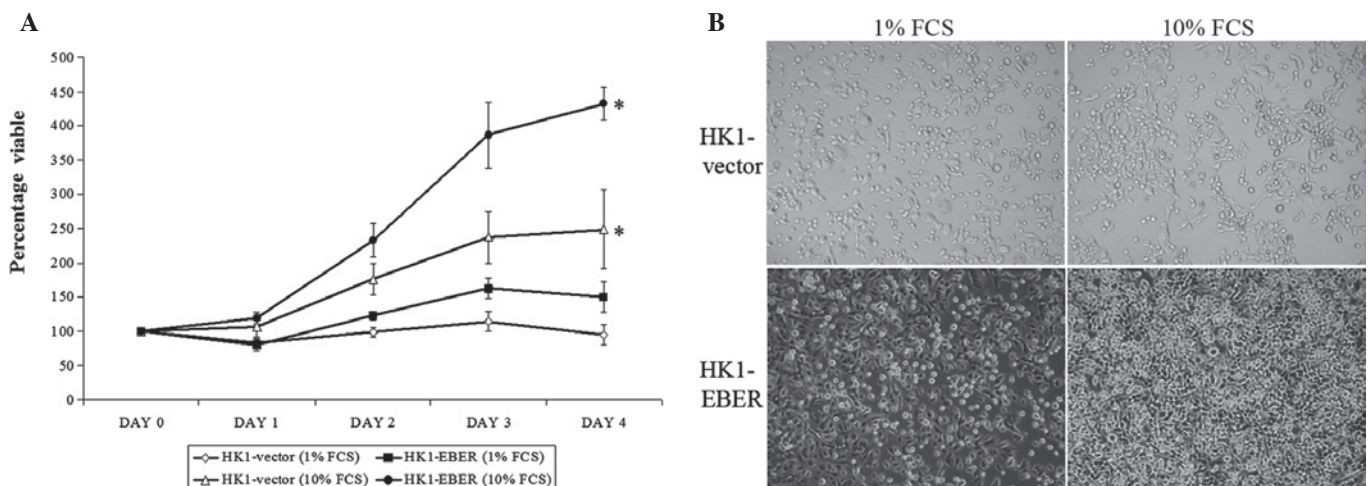 A
Percentage viable
500
450
400
350
300
250
200
150
100
50
0
*
*
DAY 0 DAY 1 DAY 2 DAY 3 DAY 4
HK1-vector (1% FCS) HK1-EBER (1% FCS)
HK1-vector (10% FCS) HK1-EBER (10% FCS)
B
1% FCS 10% FCS
HK1-
vector
HK1-
EBER